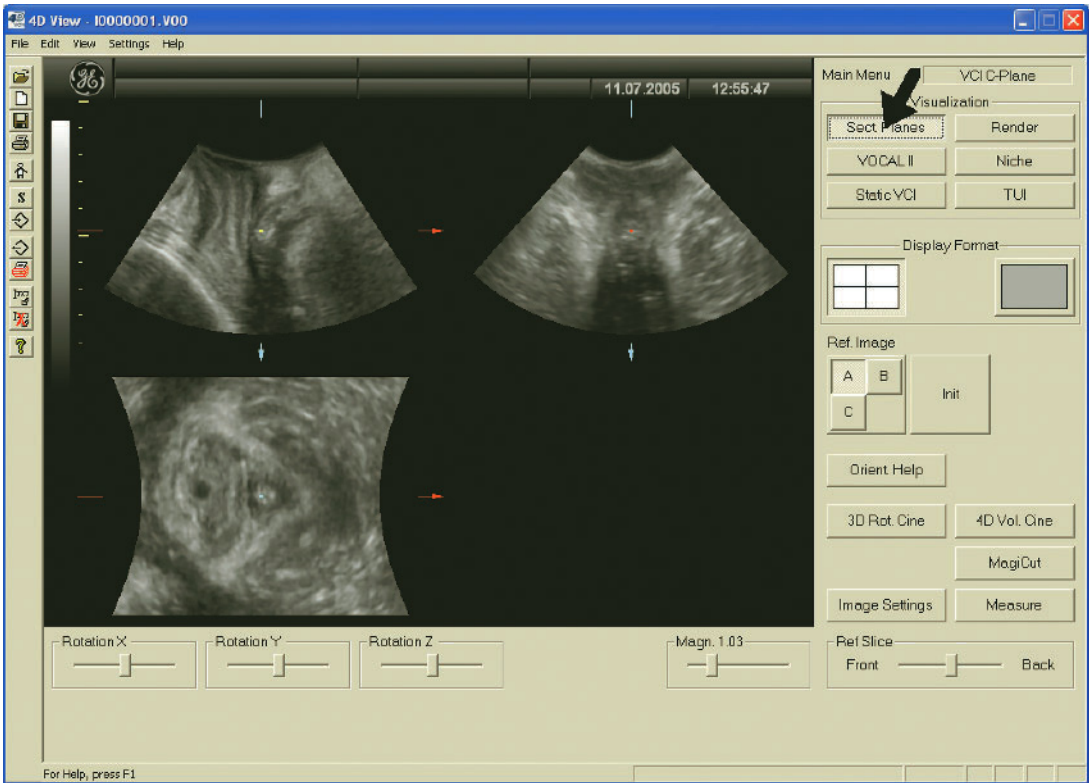 4D View - I0000001.V00
File Edit View Settings Help
GE
11.07.2005 12:55:47
Main Menu VCI C-Plane
Visualization
Sect Planes Render
VOCAL II Niche
Static VCI TUI
Display Format
Ref. Image
A B
C
Init
Orient. Help
3D Rot. Cine 4D Vol. Cine
MagiCut
Image Settings Measure
Rotation X Rotation Y Rotation Z Magn. 1.03 Ref Slice
Front Back
For Help, press F1